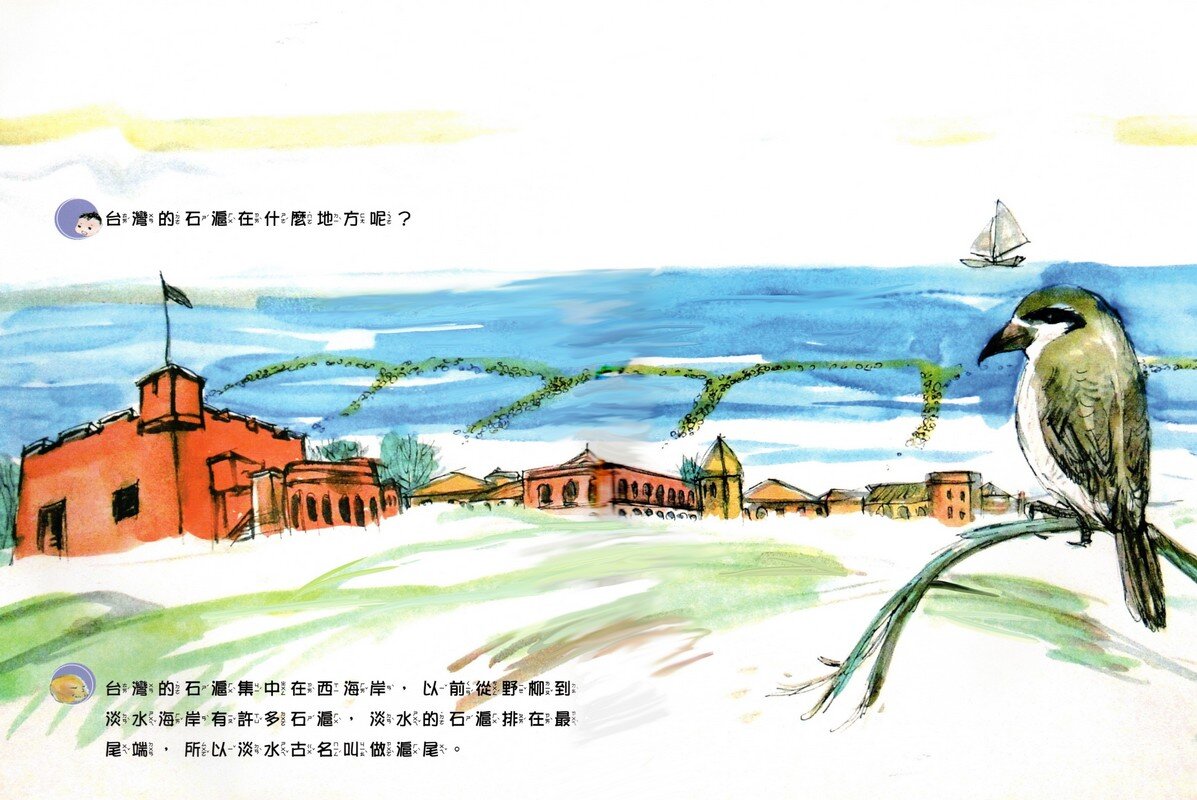 台灣的石滬在什麼地方呢？
台灣的石滬集中在西海岸，以前從野柳到
淡水海岸有許多石滬，淡水的石滬排在最
尾端，所以淡水古名叫做滬尾。